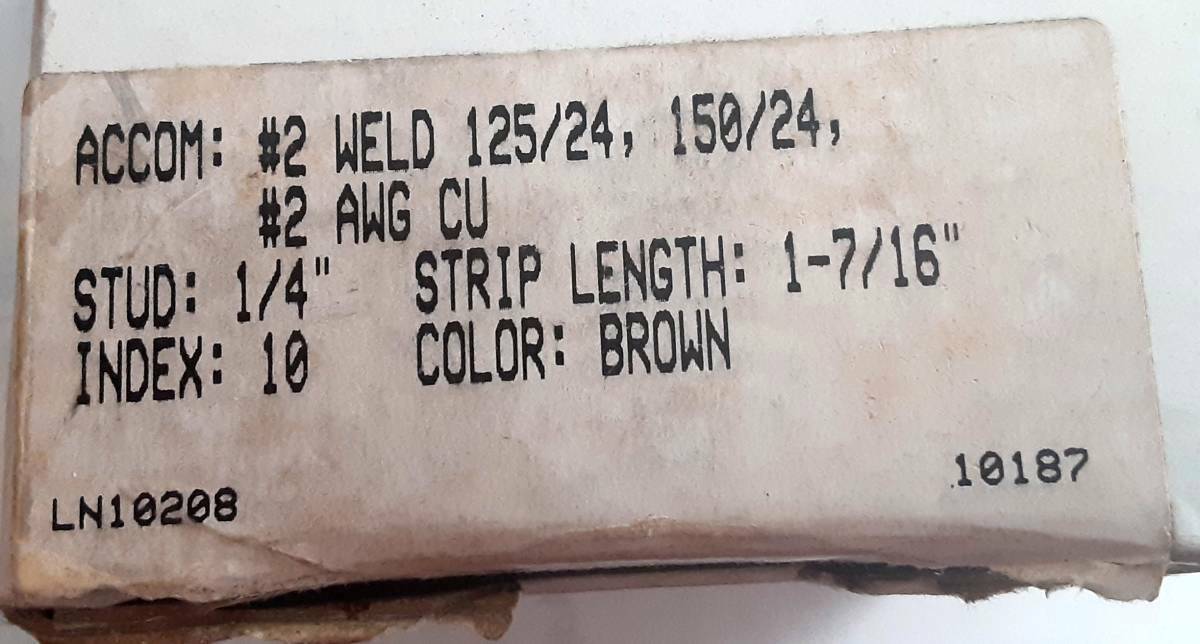 ACCOM: #2 WELD 125/24, 150/24,
#2 AWG CU
STUD: 1/4" STRIP LENGTH: 1-7/16"
INDEX: 10 COLOR: BROWN
10187
LN10208